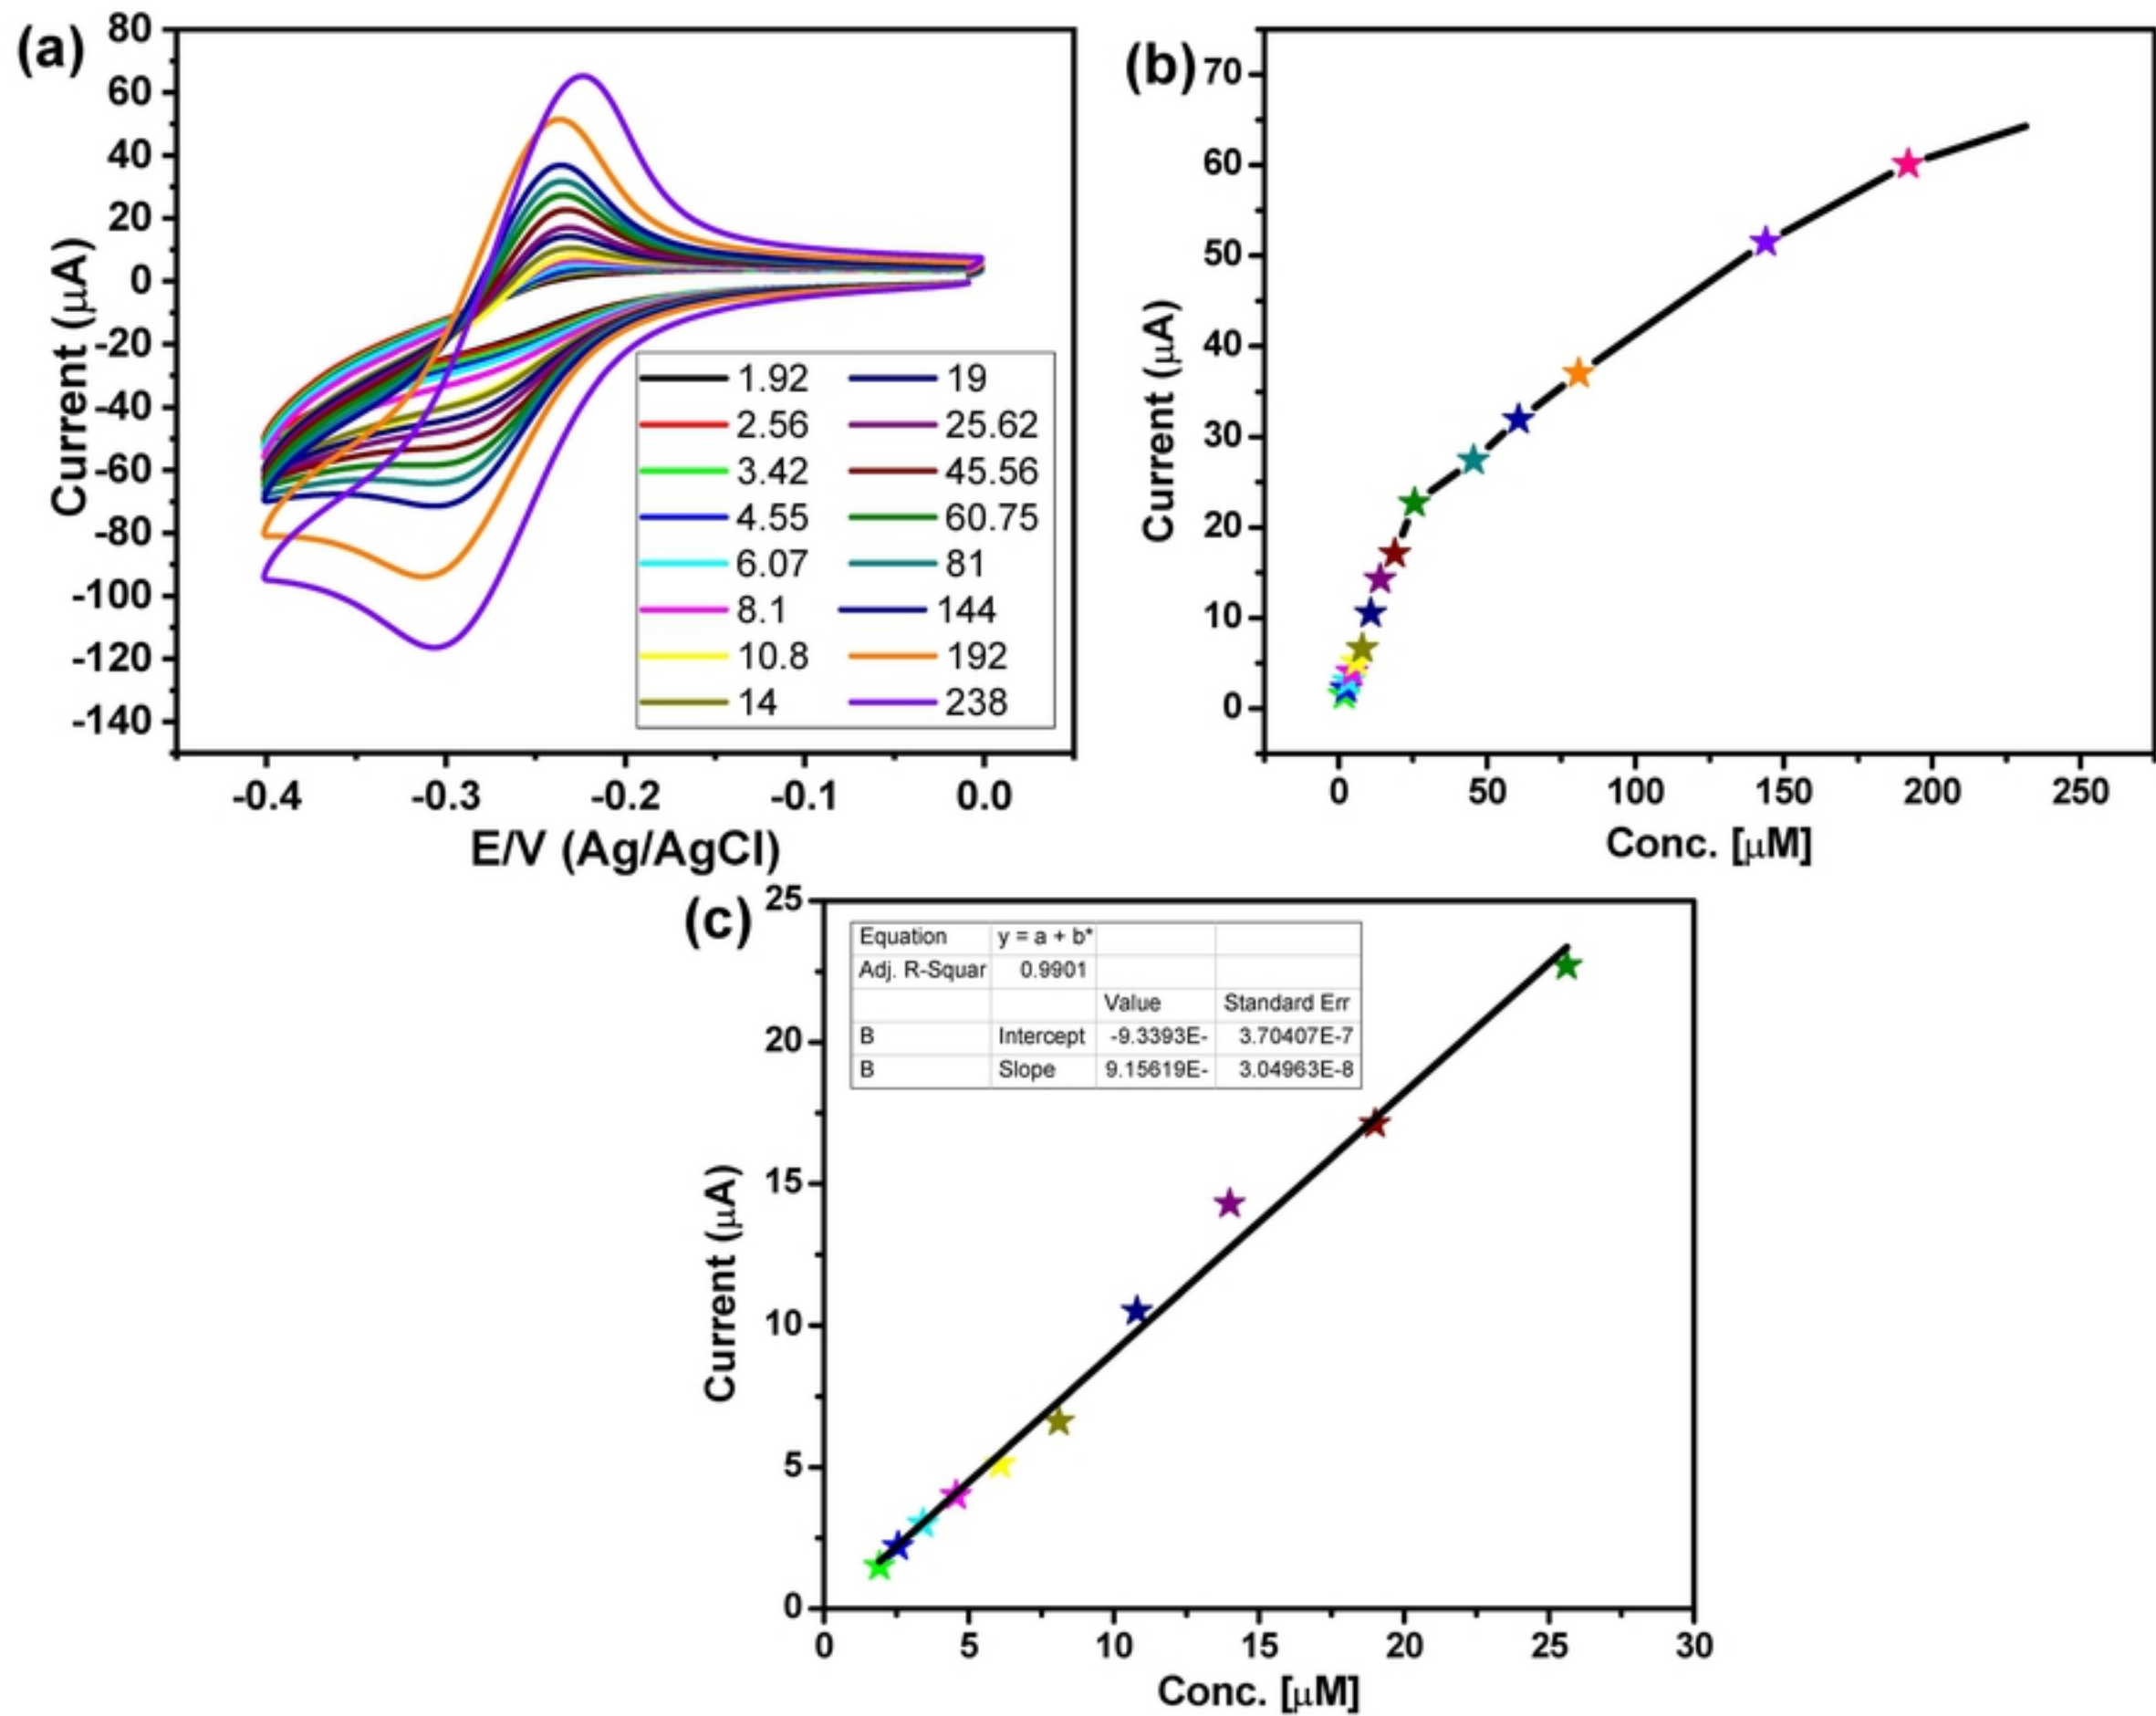 (a)
80
60
40
20
0
-20
-40
-60
-80
-100
-120
-140
Current (μA)
-0.4 -0.3 -0.2 -0.1 0.0
E/V (Ag/AgCl)
1.92 19
2.56 25.62
3.42 45.56
4.55 60.75
6.07 81
8.1 144
10.8 192
14 238
(b)
70
60
50
40
30
20
10
0
Current (μA)
0 50 100 150 200 250
Conc. [μM]
(c)
25
20
15
10
5
0
Current (μA)
Equation y = a + b*
Adj. R-Squar 0.9901
Value Standard Err
B Intercept -9.3393E- 3.70407E-7
B Slope 9.15619E- 3.04963E-8
0 5 10 15 20 25 30
Conc. [μM]